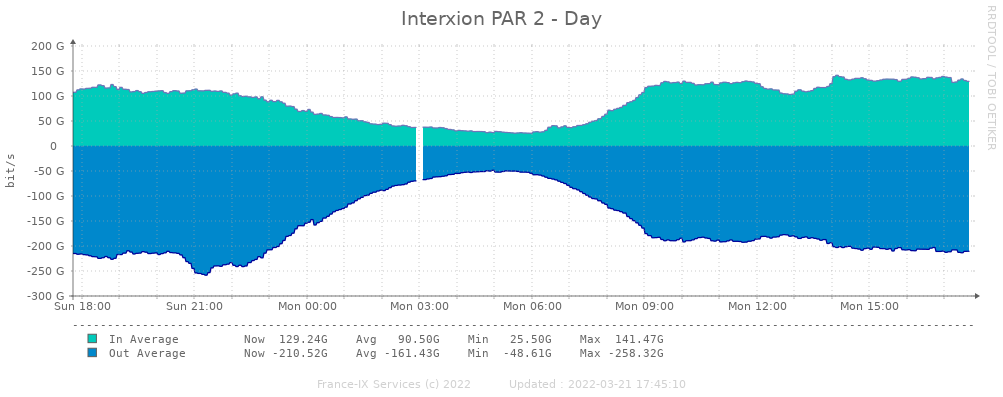 Interxion PAR 2 - Day
RRDTOOL / TOBI OETIKER
bit/s
200 G
150 G
100 G
50 G
0
-50 G
-100 G
-150 G
-200 G
-250 G
-300 G
Sun 18:00 Sun 21:00 Mon 00:00 Mon 03:00 Mon 06:00 Mon 09:00 Mon 12:00 Mon 15:00
In Average Now 129.24G Avg 90.50G Min 25.50G Max 141.47G
Out Average Now -210.52G Avg -161.43G Min -48.61G Max -258.32G
France-IX Services (c) 2022 Updated : 2022-03-21 17:45:10